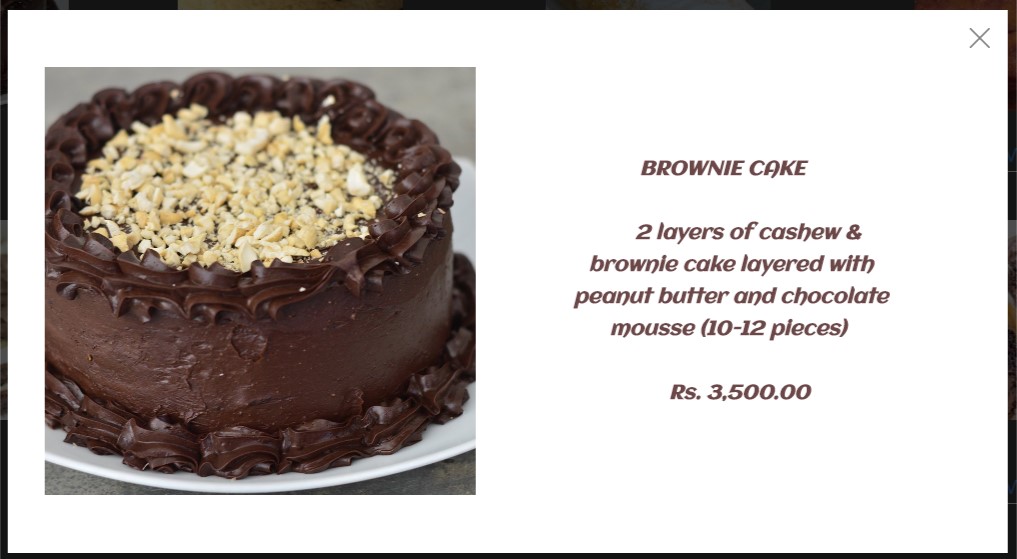 BROWNIE CAKE
2 layers of cashew &
brownie cake layered with
peanut butter and chocolate
mousse (10-12 pieces)
Rs. 3,500.00